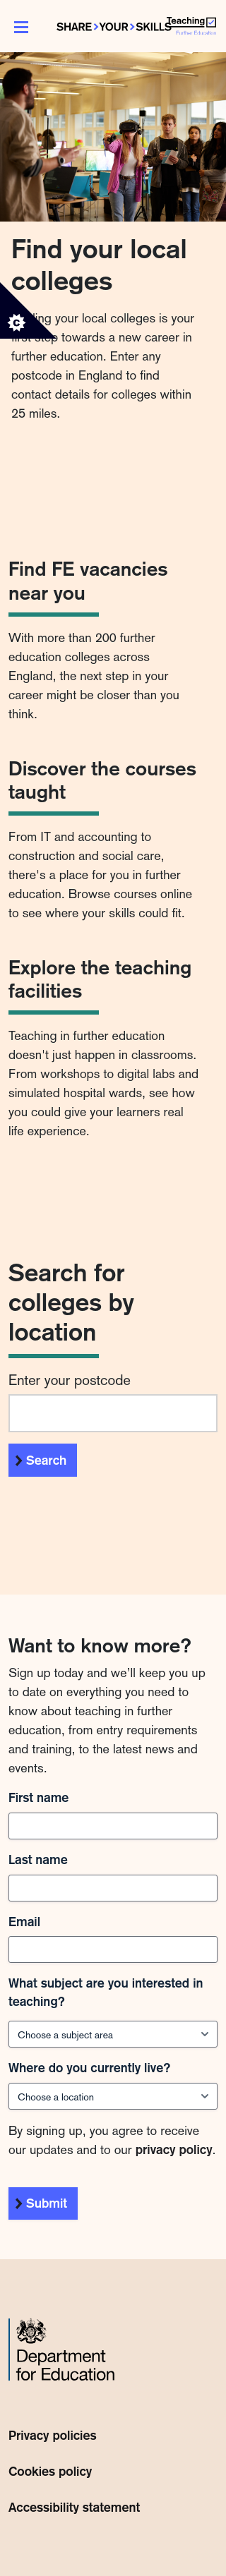 SHARE YOUR SKILLS
Teaching
Further Education
Find your local
colleges
your local colleges is your
step towards a new career in
further education. Enter any
postcode in England to find
contact details for colleges within
25 miles.
Find FE vacancies
near you
With more than 200 further
education colleges across
England, the next step in your
career might be closer than you
think.
Discover the courses
taught
From IT and accounting to
construction and social care,
there's a place for you in further
education. Browse courses online
to see where your skills could fit.
Explore the teaching
facilities
Teaching in further education
doesn't just happen in classrooms.
From workshops to digital labs and
simulated hospital wards, see how
you could give your learners real
life experience.
Search for
colleges by
location
Enter your postcode
Search
Want to know more?
Sign up today and we'll keep you up
to date on everything you need to
know about teaching in further
education, from entry requirements
and training, to the latest news and
events.
First name
Last name
Email
What subject are you interested in
teaching?
Choose a subject area
Where do you currently live?
Choose a location
By signing up, you agree to receive
our updates and to our privacy policy.
Submit
Department
for Education
Privacy policies
Cookies policy
Accessibility statement